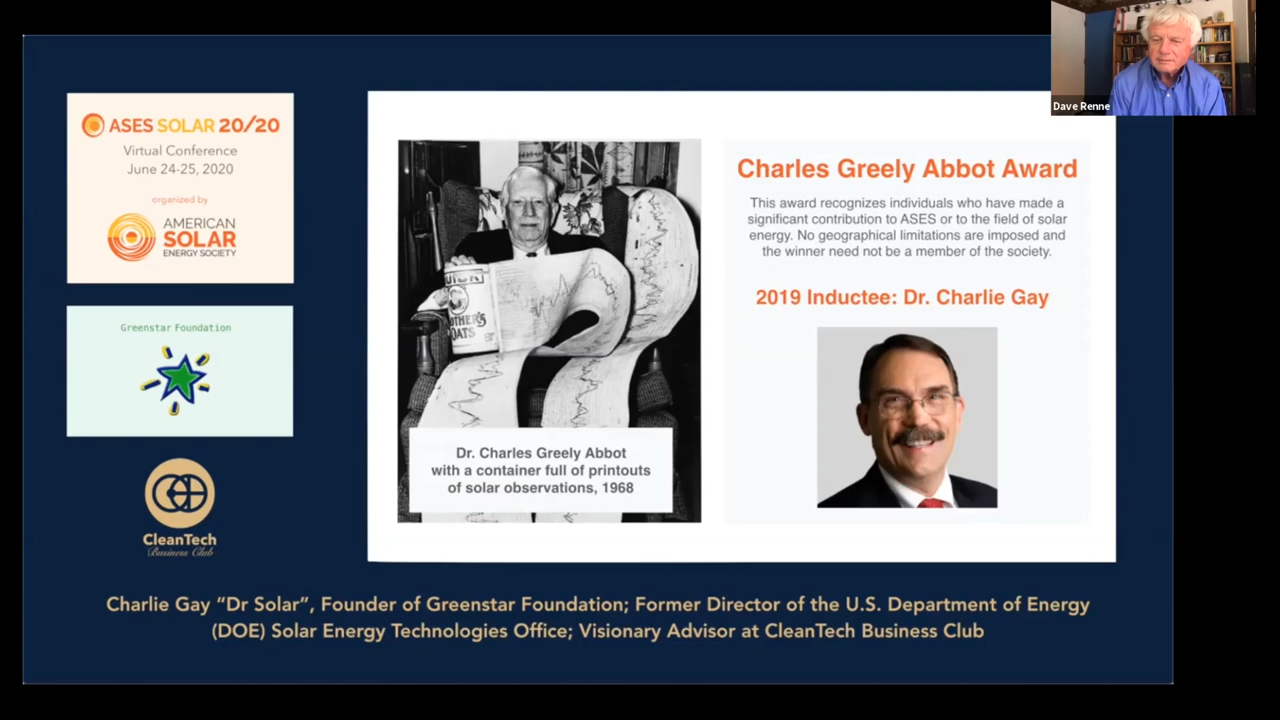 Dave Renne
ASES SOLAR 20/20
Virtual Conference
June 24-25, 2020
organized by
AMERICAN
SOLAR
ENERGY SOCIETY
Greenstar Foundation
CleanTech
Business Club
OTHER'S
OATS
Dr. Charles Greely Abbot
with a container full of printouts
of solar observations, 1968
Charles Greely Abbot Award
This award recognizes individuals who have made a
significant contribution to ASES or to the field of solar
energy. No geographical limitations are imposed and
the winner need not be a member of the society.
2019 Inductee: Dr. Charlie Gay
Charlie Gay “Dr Solar”, Founder of Greenstar Foundation; Former Director of the U.S. Department of Energy
(DOE) Solar Energy Technologies Office; Visionary Advisor at CleanTech Business Club